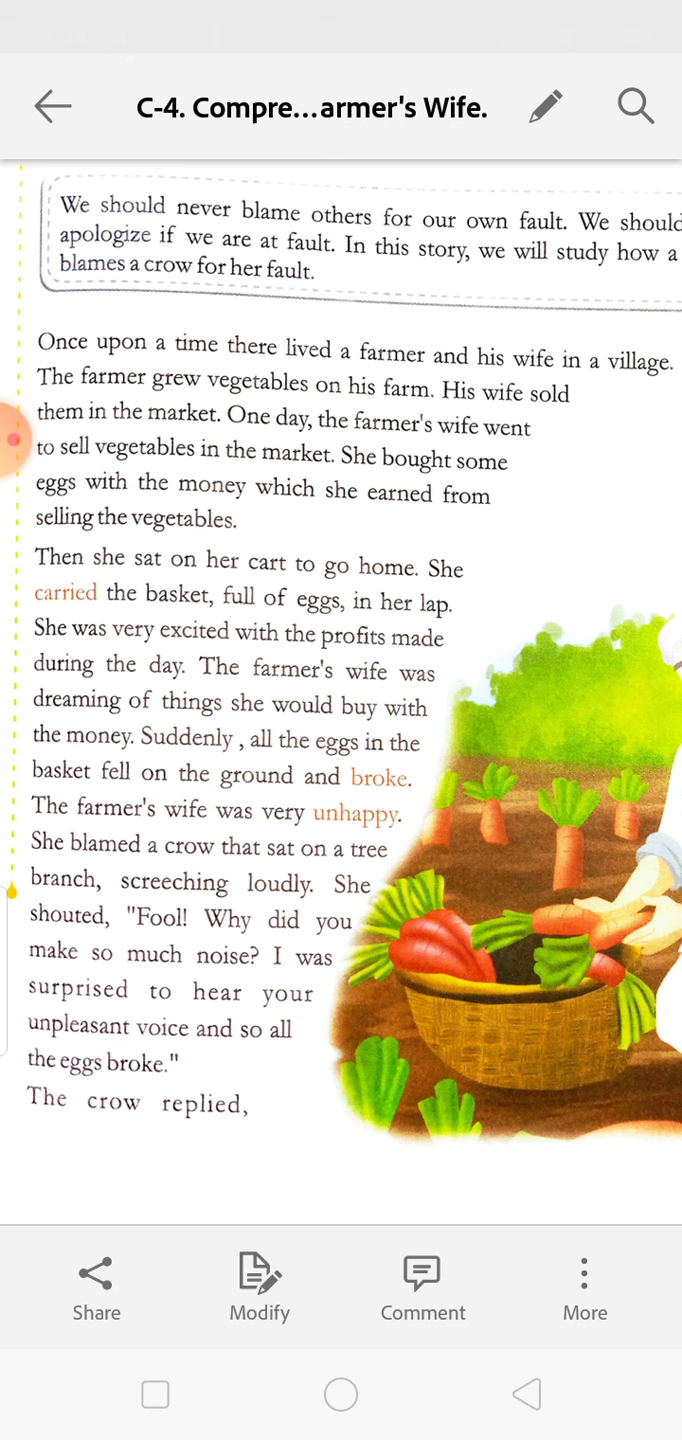 C-4. Compre...armer's Wife.
We should never blame others for our own fault. We should
apologize if we are at fault. In this story, we will study how a
blames a crow for her fault.
Once upon a time there lived a farmer and his wife in a village.
The farmer grew vegetables on his farm. His wife sold
them in the market. One day, the farmer's wife went
to sell vegetables in the market. She bought some
eggs with the money which she earned from
selling the vegetables.
Then she sat on her cart to go home. She
carried the basket, full of eggs, in her lap.
She was very excited with the profits made
during the day. The farmer's wife was
dreaming of things she would buy with
the money. Suddenly , all the eggs in the
basket fell on the ground and broke.
The farmer's wife was very unhappy.
She blamed a crow that sat on a tree
branch, screeching loudly. She
shouted, "Fool! Why did you
make so much noise? I was
surprised to hear your
unpleasant voice and so all
the eggs broke."
The crow replied,
Share Modify Comment More